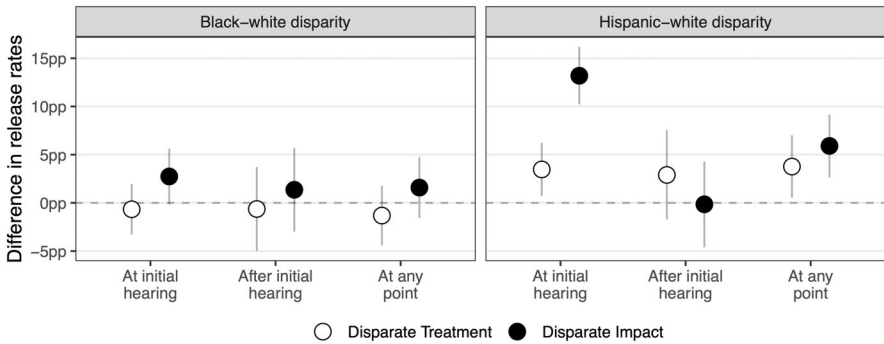 Black−white disparity
Hispanic−white disparity
Difference in release rates
15pp
10pp
5pp
0pp
−5pp
At initial
hearing
After initial
hearing
At any
point
At initial
hearing
After initial
hearing
At any
point
Disparate Treatment
Disparate Impact